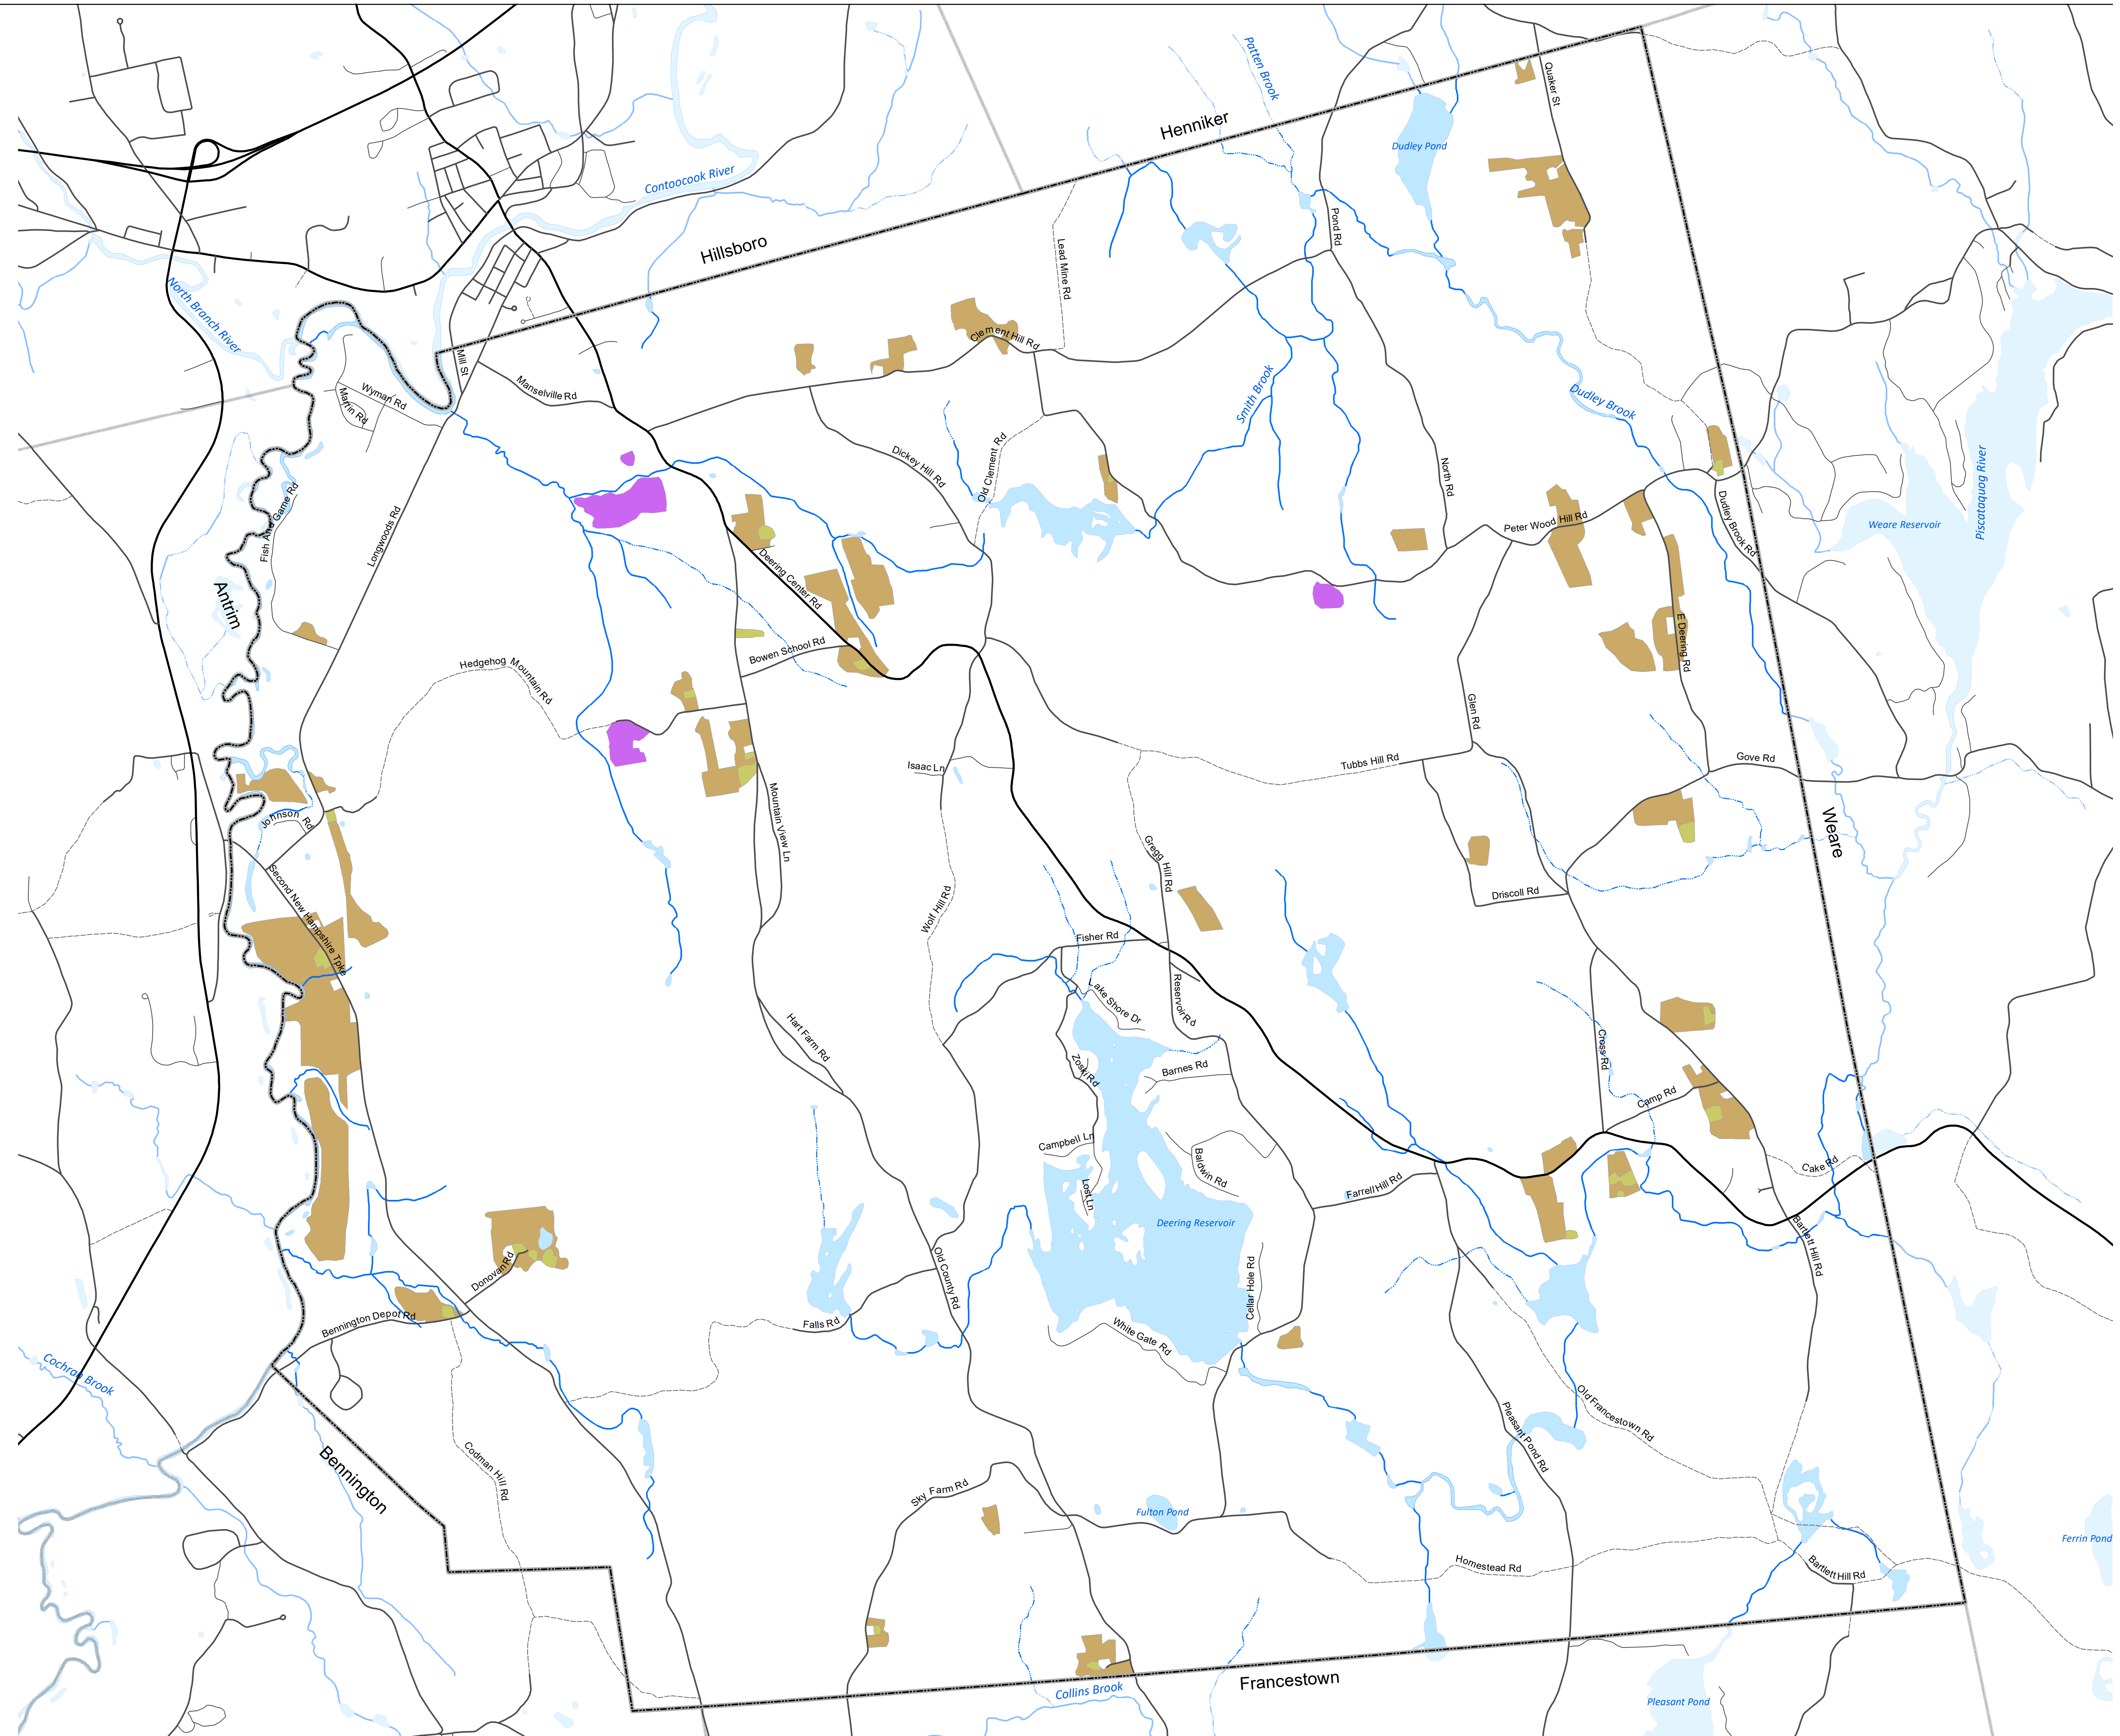 Patten Brook
Quaker St
Henniker
Dudley Pond
Contoocook River
Pond Rd
Hillsboro
Lead Mine Rd
North Branch River
Clement Hill Rd
Mill St
Manselville Rd
Wyman Rd
Martin Rd
Smith Brook
Dudley Brook
Dickey Hill Rd
Old Clement Rd
North Rd
Piscataquog River
Fish And Game Rd
Longwoods Rd
Peter Wood Hill Rd
Dudley Brook Rd
Weare Reservoir
Deering Center Rd
Antrim
E Deering Rd
Bowen School Rd
Hedgehog Mountain Rd
Glen Rd
Isaac Ln
Tubbs Hill Rd
Gove Rd
Johnson Rd
Mountain View Ln
Weare
Gregg Hill Rd
Second New Hampshire Tpke
Driscoll Rd
Wolf Hill Rd
Fisher Rd
Lake Shore Dr
Reservoir Rd
Hart Farm Rd
Cross Rd
Zoski Rd
Barnes Rd
Camp Rd
Campbell Ln
Baldwin Rd
Cake Rd
Farrell Hill Rd
Lost Ln
Deering Reservoir
Bartlett Hill Rd
Old County Rd
Donovan Rd
Cellar Hole Rd
Bennington Depot Rd
Falls Rd
White Gate Rd
Cochran Brook
Old Francestown Rd
Pleasant Pond Rd
Bennington
Codman Hill Rd
Sky Farm Rd
Fulton Pond
Ferrin Pond
Homestead Rd
Bartlett Hill Rd
Francestown
Collins Brook
Pleasant Pond